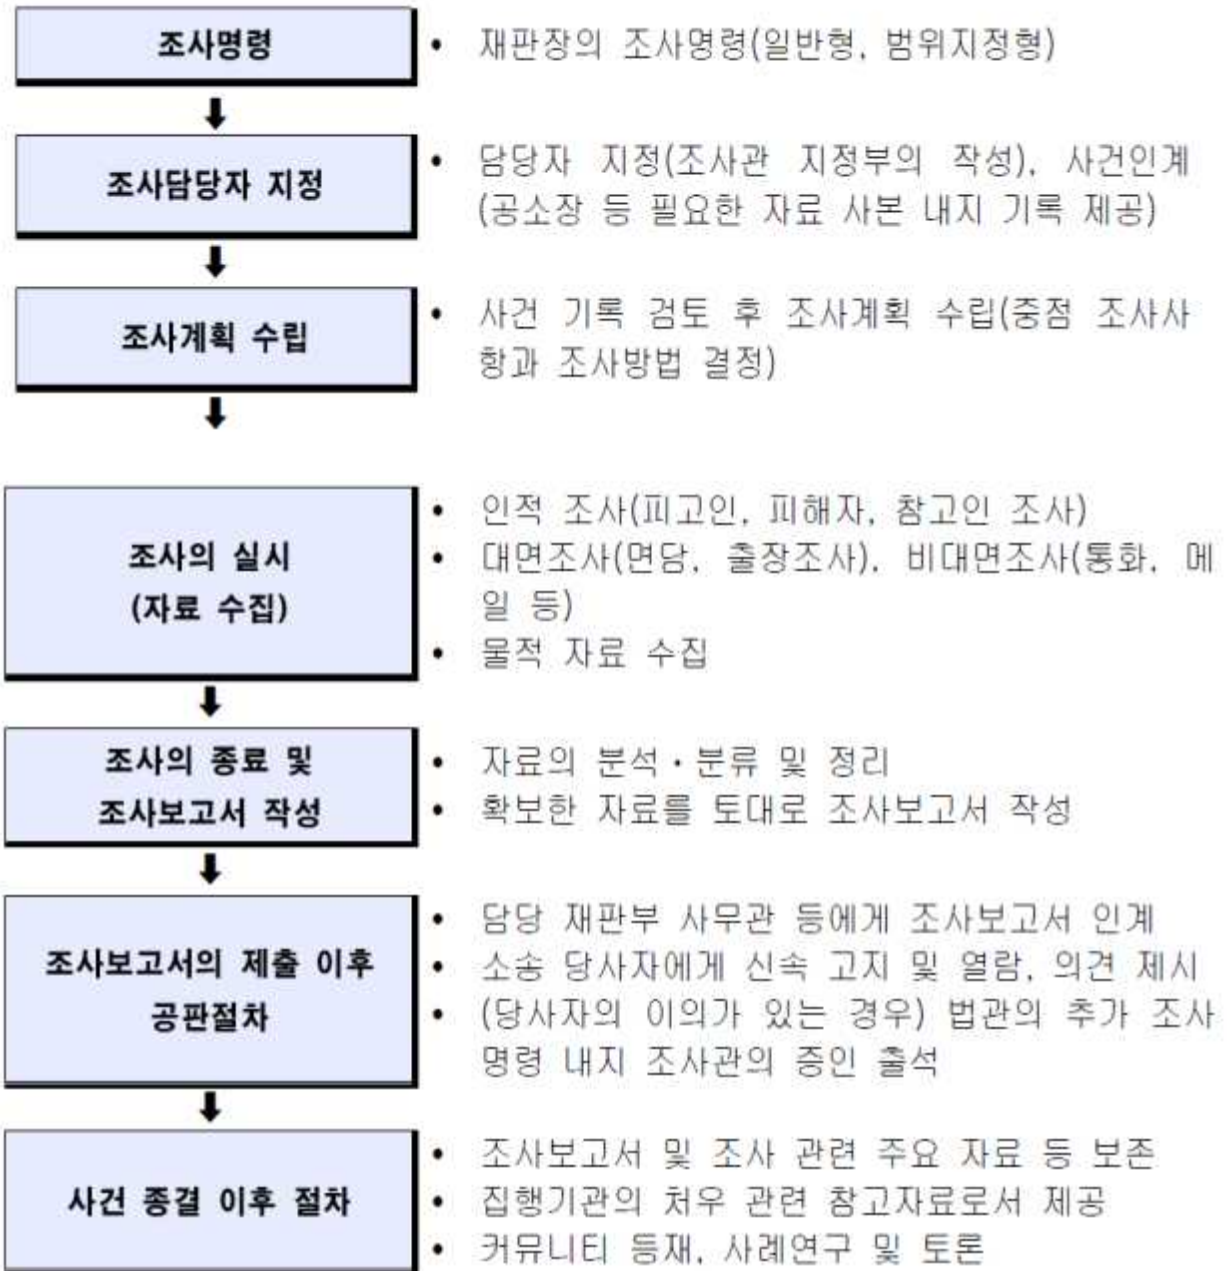 조사명령
• 재판장의 조사명령(일반형, 범위지정형)
조사담당자 지정
• 담당자 지정(조사관 지정부의 작성), 사건인계
(공소장 등 필요한 자료 사본 내지 기록 제공)
조사계획 수립
• 사건 기록 검토 후 조사계획 수립(중점 조사사
항과 조사방법 결정)
조사의 실시
(자료 수집)
• 인적 조사(피고인, 피해자, 참고인 조사)
• 대면조사(면담, 출장조사), 비대면조사(통화, 메
일 등)
• 물적 자료 수집
조사의 종료 및
조사보고서 작성
• 자료의 분석·분류 및 정리
• 확보한 자료를 토대로 조사보고서 작성
조사보고서의 제출 이후
공판절차
• 담당 재판부 사무관 등에게 조사보고서 인계
• 소송 당사자에게 신속 고지 및 열람, 의견 제시
• (당사자의 이의가 있는 경우) 법관의 추가 조사
명령 내지 조사관의 증인 출석
사건 종결 이후 절차
• 조사보고서 및 조사 관련 주요 자료 등 보존
• 집행기관의 처우 관련 참고자료로서 제공
• 커뮤니티 등재, 사례연구 및 토론